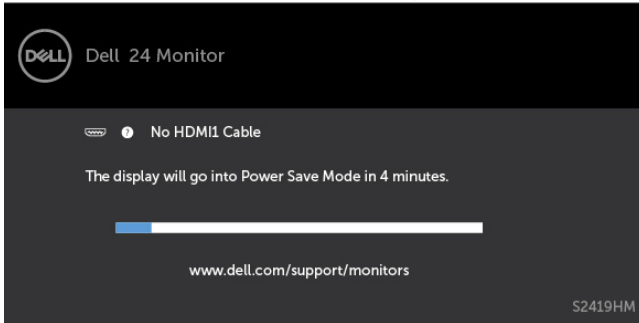 DELL
Dell 24 Monitor
? No HDMI1 Cable
The display will go into Power Save Mode in 4 minutes.
www.dell.com/support/monitors
S2419HM